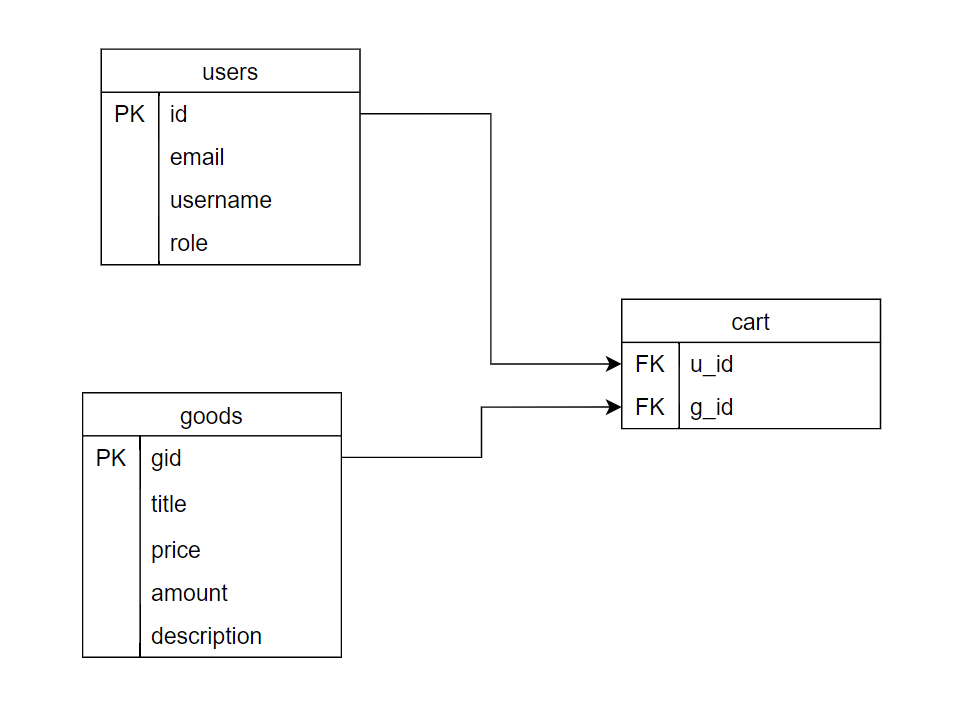 users
PK id
email
username
role
cart
FK u_id
FK g_id
goods
PK gid
title
price
amount
description